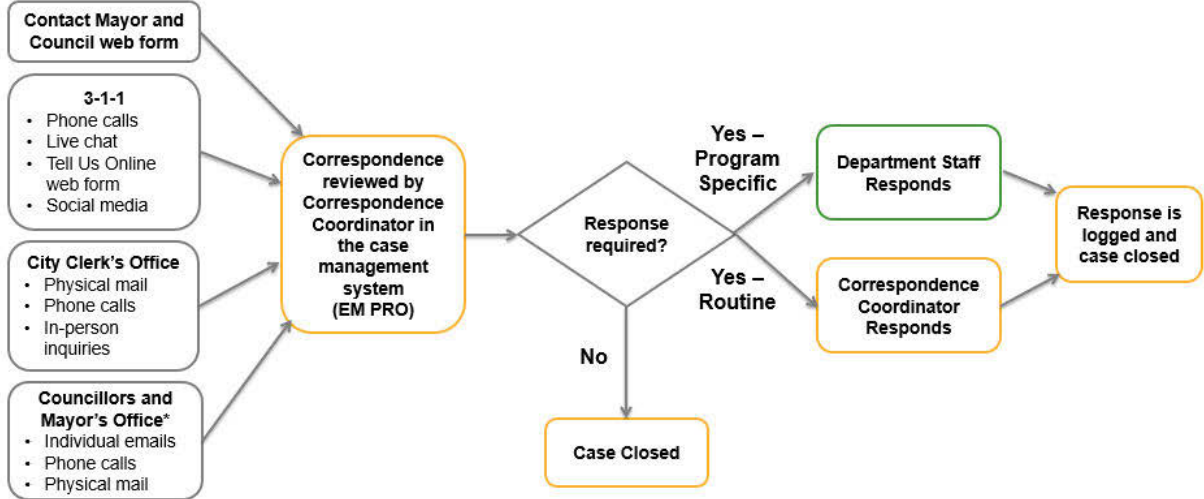 Contact Mayor and
Council web form
3-1-1
• Phone calls
• Live chat
• Tell Us Online
web form
• Social media
City Clerk's Office
• Physical mail
• Phone calls
• In-person
inquiries
Councillors and
Mayor's Office*
• Individual emails
• Phone calls
• Physical mail
Correspondence
reviewed by
Correspondence
Coordinator in
the case
management
system
(EM PRO)
Response
required?
Yes –
Program
Specific
Yes –
Routine
No
Case Closed
Department Staff
Responds
Correspondence
Coordinator
Responds
Response is
logged and
case closed